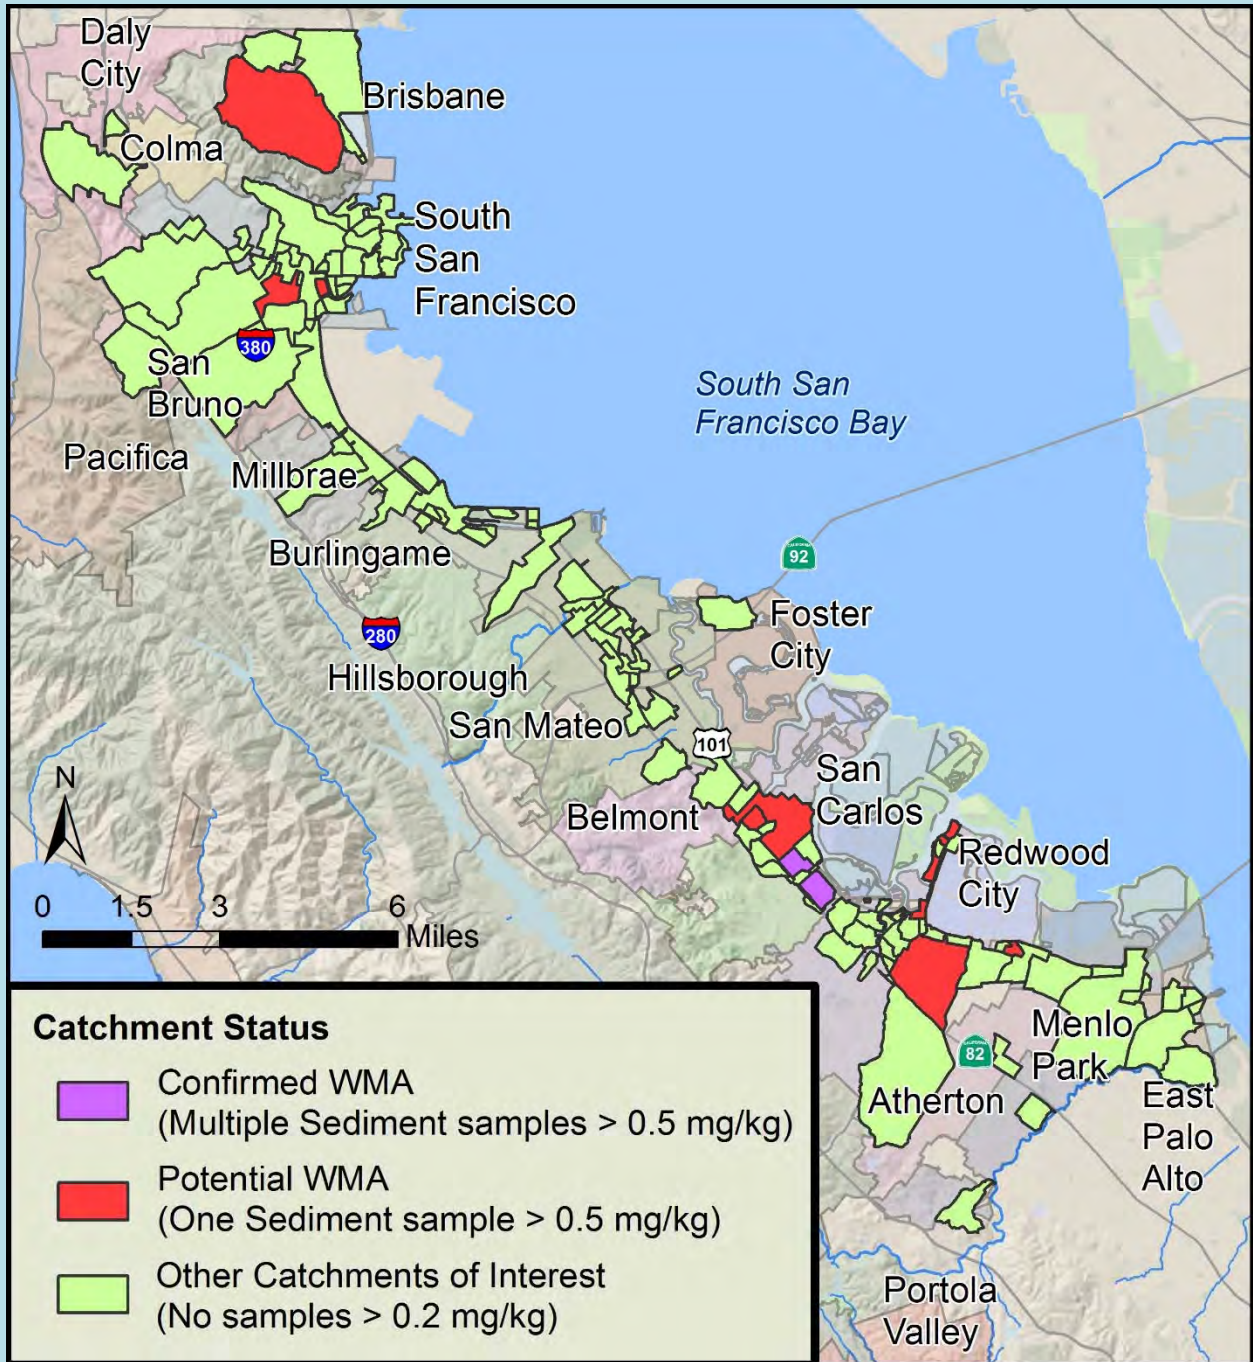 Daly
City
Brisbane
Colma
South
San
Francisco
380
San
Bruno
South San
Francisco Bay
Pacifica
Millbrae
Burlingame
CALIFORNIA
92
Foster
City
280
Hillsborough
San Mateo
101
San
Carlos
Belmont
N
Redwood
City
0 1.5 3 6
Miles
Menlo
Park
CALIFORNIA
82
Atherton
East
Palo
Alto
Portola
Valley
Catchment Status
Confirmed WMA
(Multiple Sediment samples > 0.5 mg/kg)
Potential WMA
(One Sediment sample > 0.5 mg/kg)
Other Catchments of Interest
(No samples > 0.2 mg/kg)